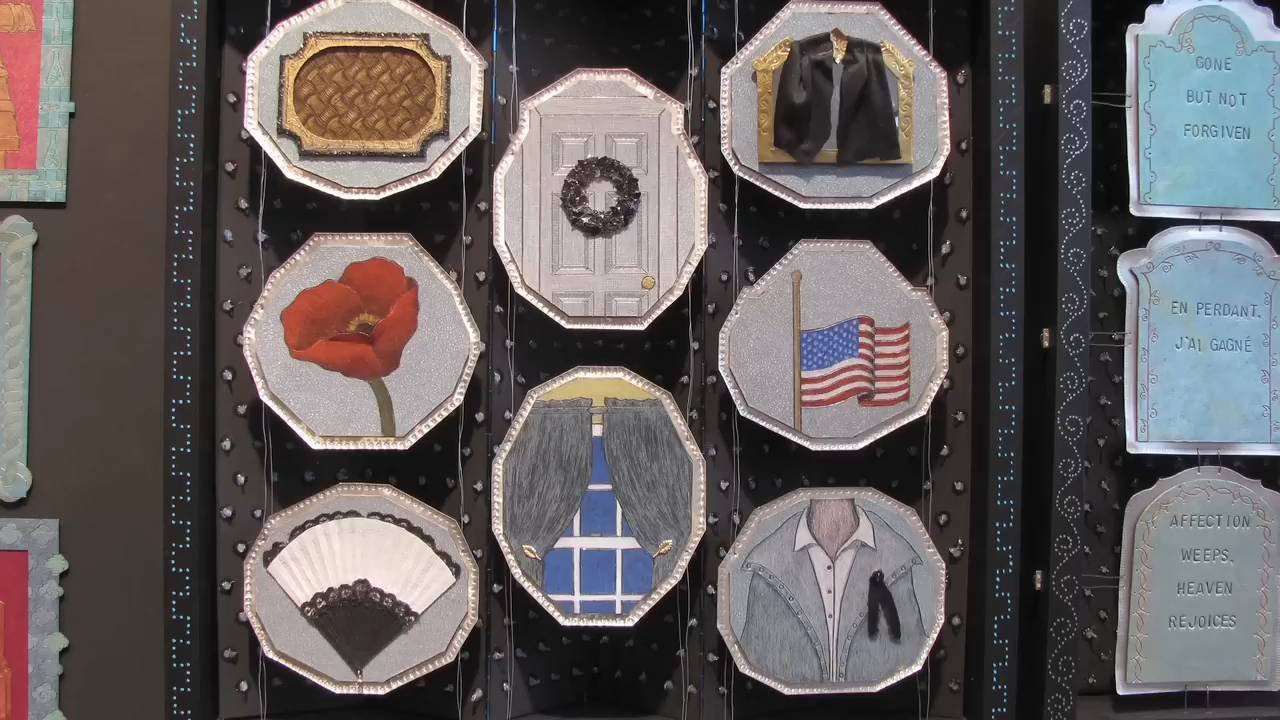 GONE
BUT NOT
FORGIVEN
EN PERDANT,
J'AI GAGNÉ
AFFECTION
WEEPS,
HEAVEN
REJOICES